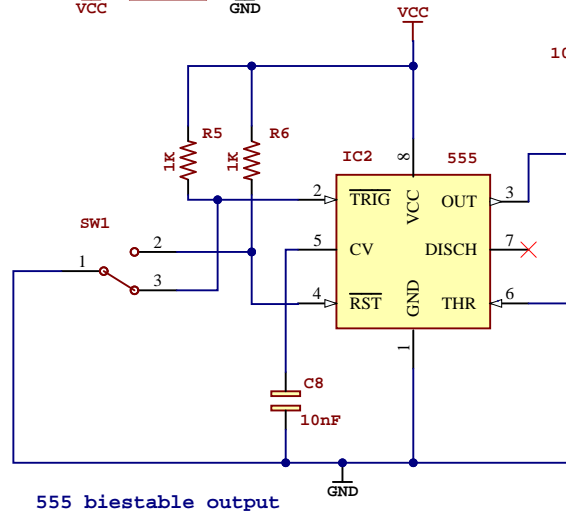 VCC
GND
VCC
10
R5
R6
1K
1K
IC2
8
555
2
TRIG
VCC
OUT
3
SW1
2
5
CV
DISCH
7
1
3
4
RST
GND
THR
6
1
C8
10nF
GND
555 biestable output